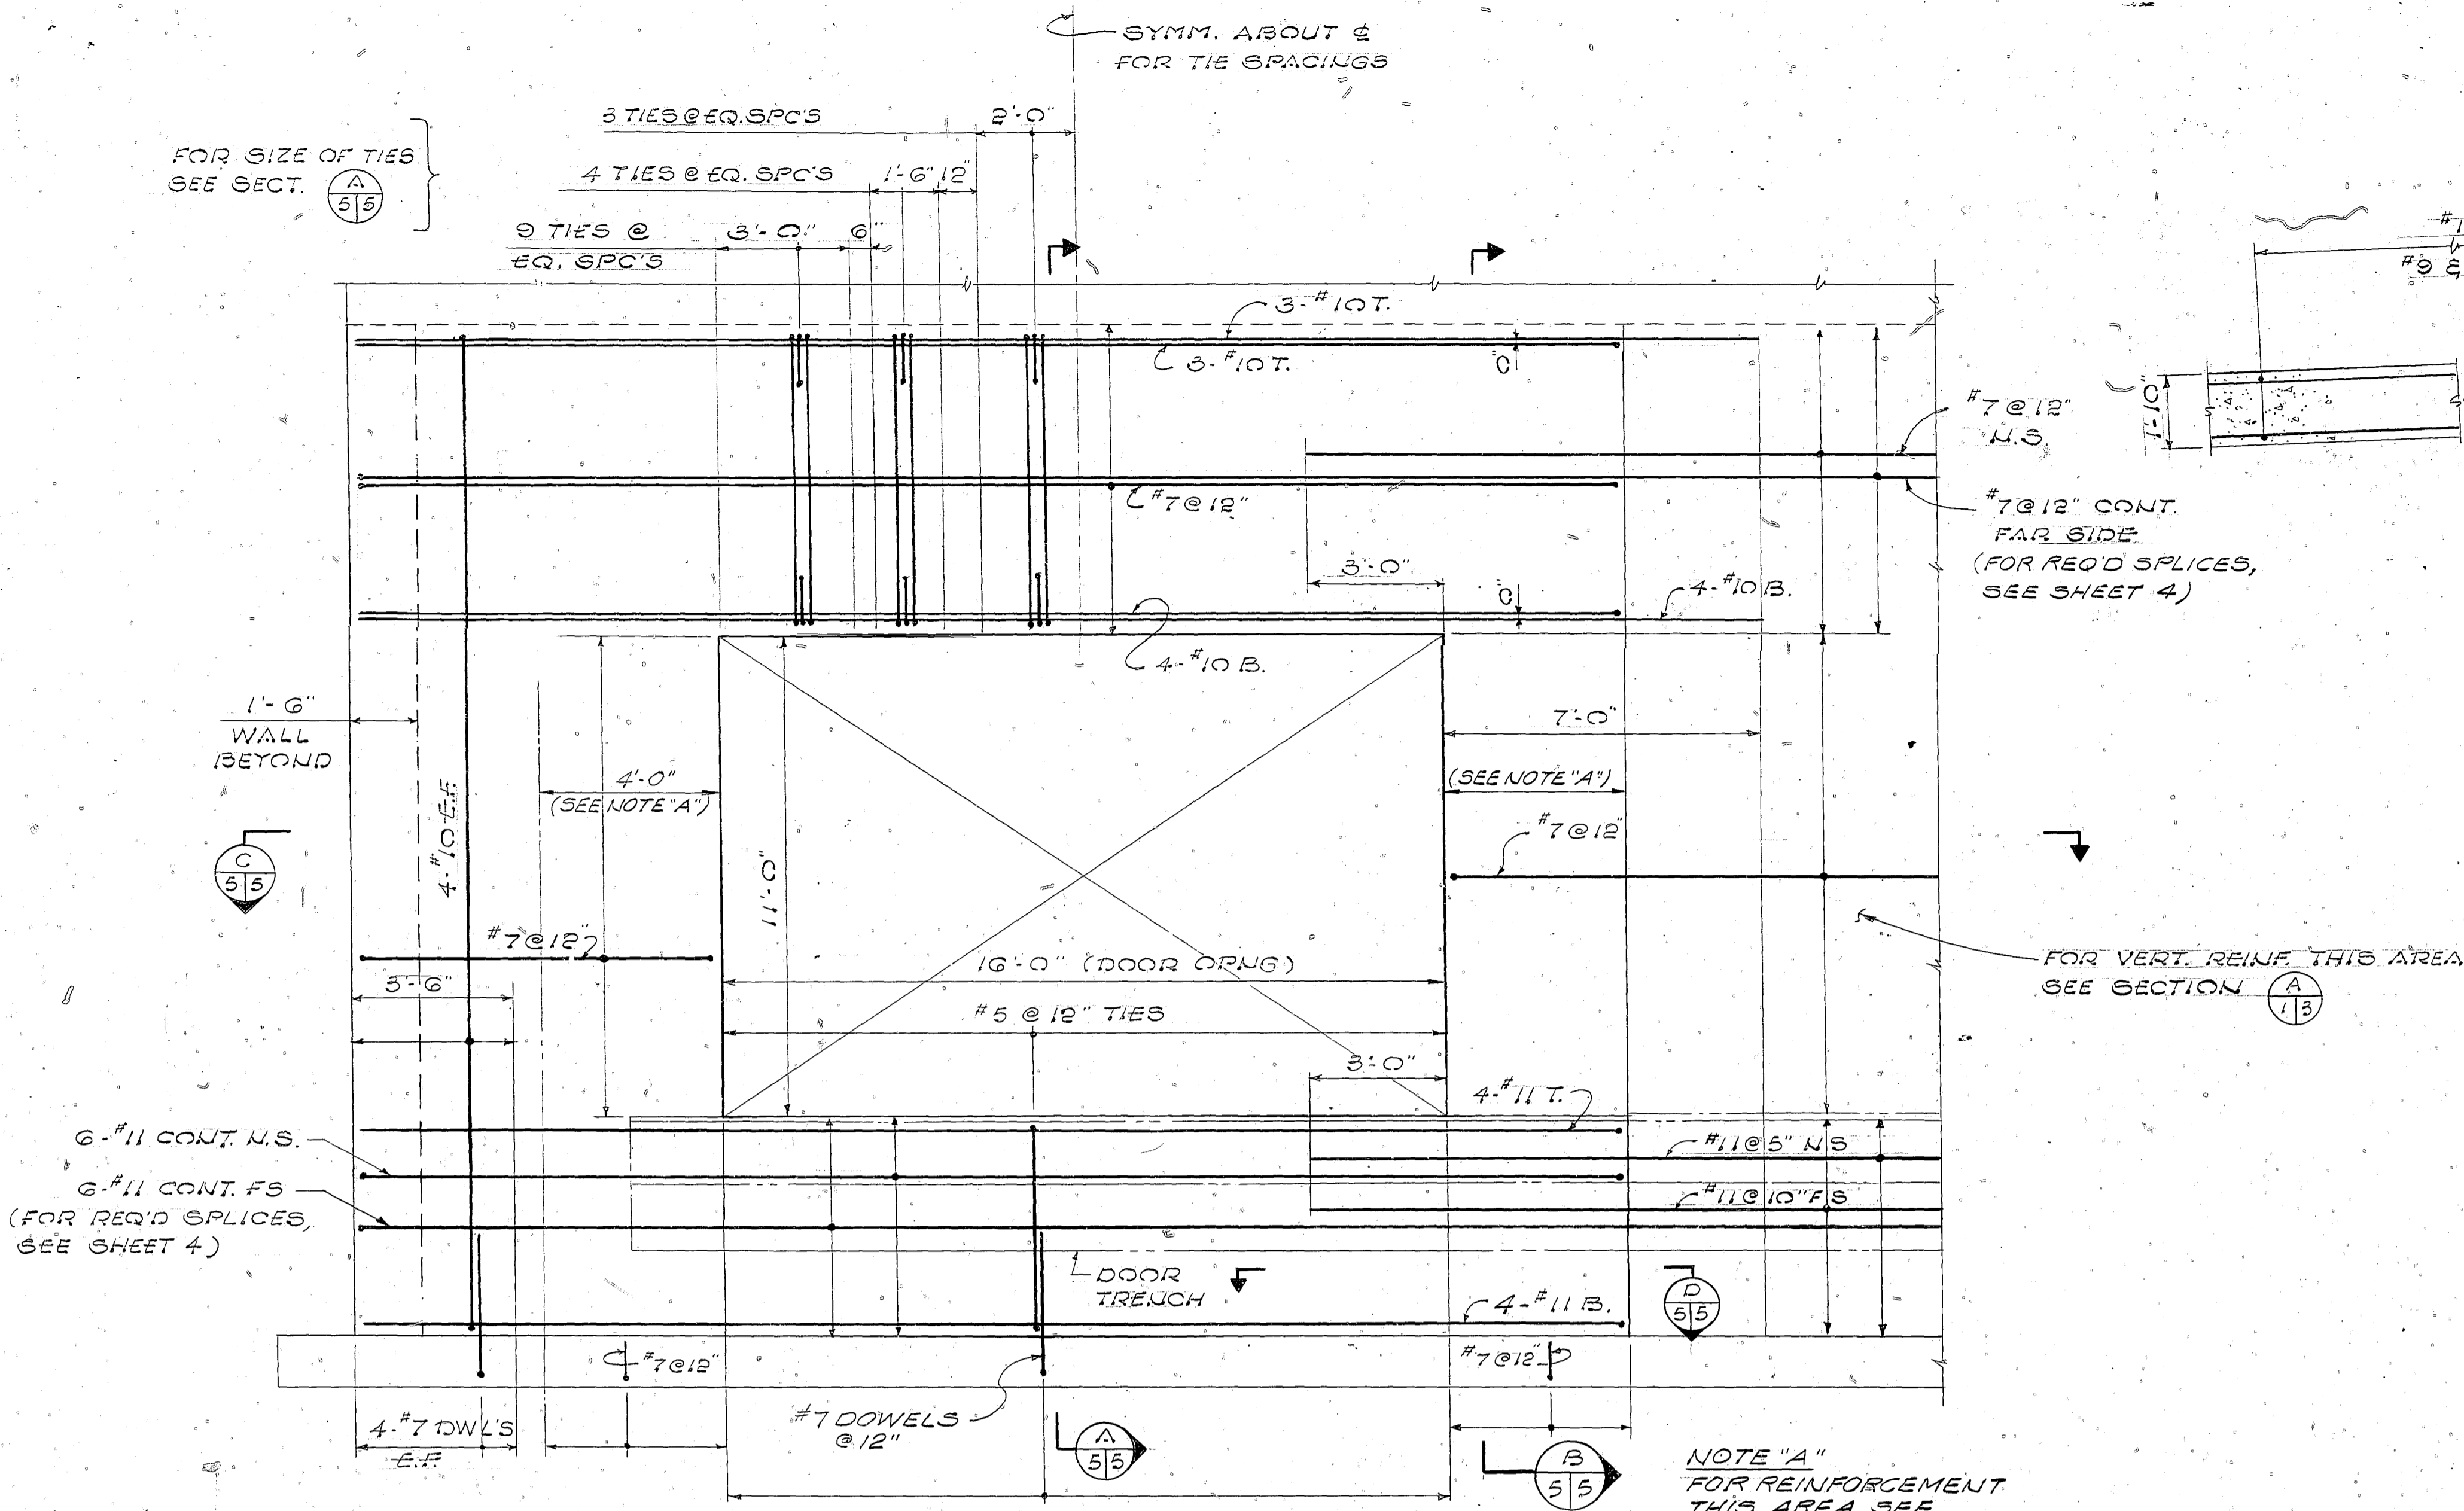 SYMM. ABOUT ℄
FOR TIE SPACINGS
3 TIES @ EQ. SPC'S
2'-0"
FOR SIZE OF TIES
SEE SECT.
A
5 5
4 TIES @ EQ. SPC'S
1'-6"
12"
9 TIES @
EQ. SPC'S
3'-0"
6"
#9 &
3-#10 T.
3-#10 T.
1'-10"
#7 @ 12"
N.S.
#7 @ 12"
#7 @ 12" CONT.
FAR SIDE
(FOR REQ'D SPLICES,
SEE SHEET 4)
3'-0"
4-#10 B.
4-#10 B.
1'-6"
WALL
BEYOND
7'-0"
4'-0"
(SEE NOTE "A")
(SEE NOTE "A")
4-#10 E.F.
11'-0"
#7 @ 12"
C
5 5
#7 @ 12"
16'-0" (DOOR OPNG)
FOR VERT. REINF. THIS AREA
SEE SECTION
A
1 3
3'-6"
#5 @ 12" TIES
3'-0"
4-#11 T.
6-#11 CONT. N.S.
#11 @ 5" N S
6-#11 CONT. FS
(FOR REQ'D SPLICES,
SEE SHEET 4)
#11 @ 10" F S
DOOR
TRENCH
4-#11 B.
D
5 5
#7 @ 12"
#7 @ 12"
4-#7 DWL'S
E.F.
#7 DOWELS
@ 12"
A
5 5
B
5 5
NOTE "A"
FOR REINFORCEMENT
THIS AREA SEE